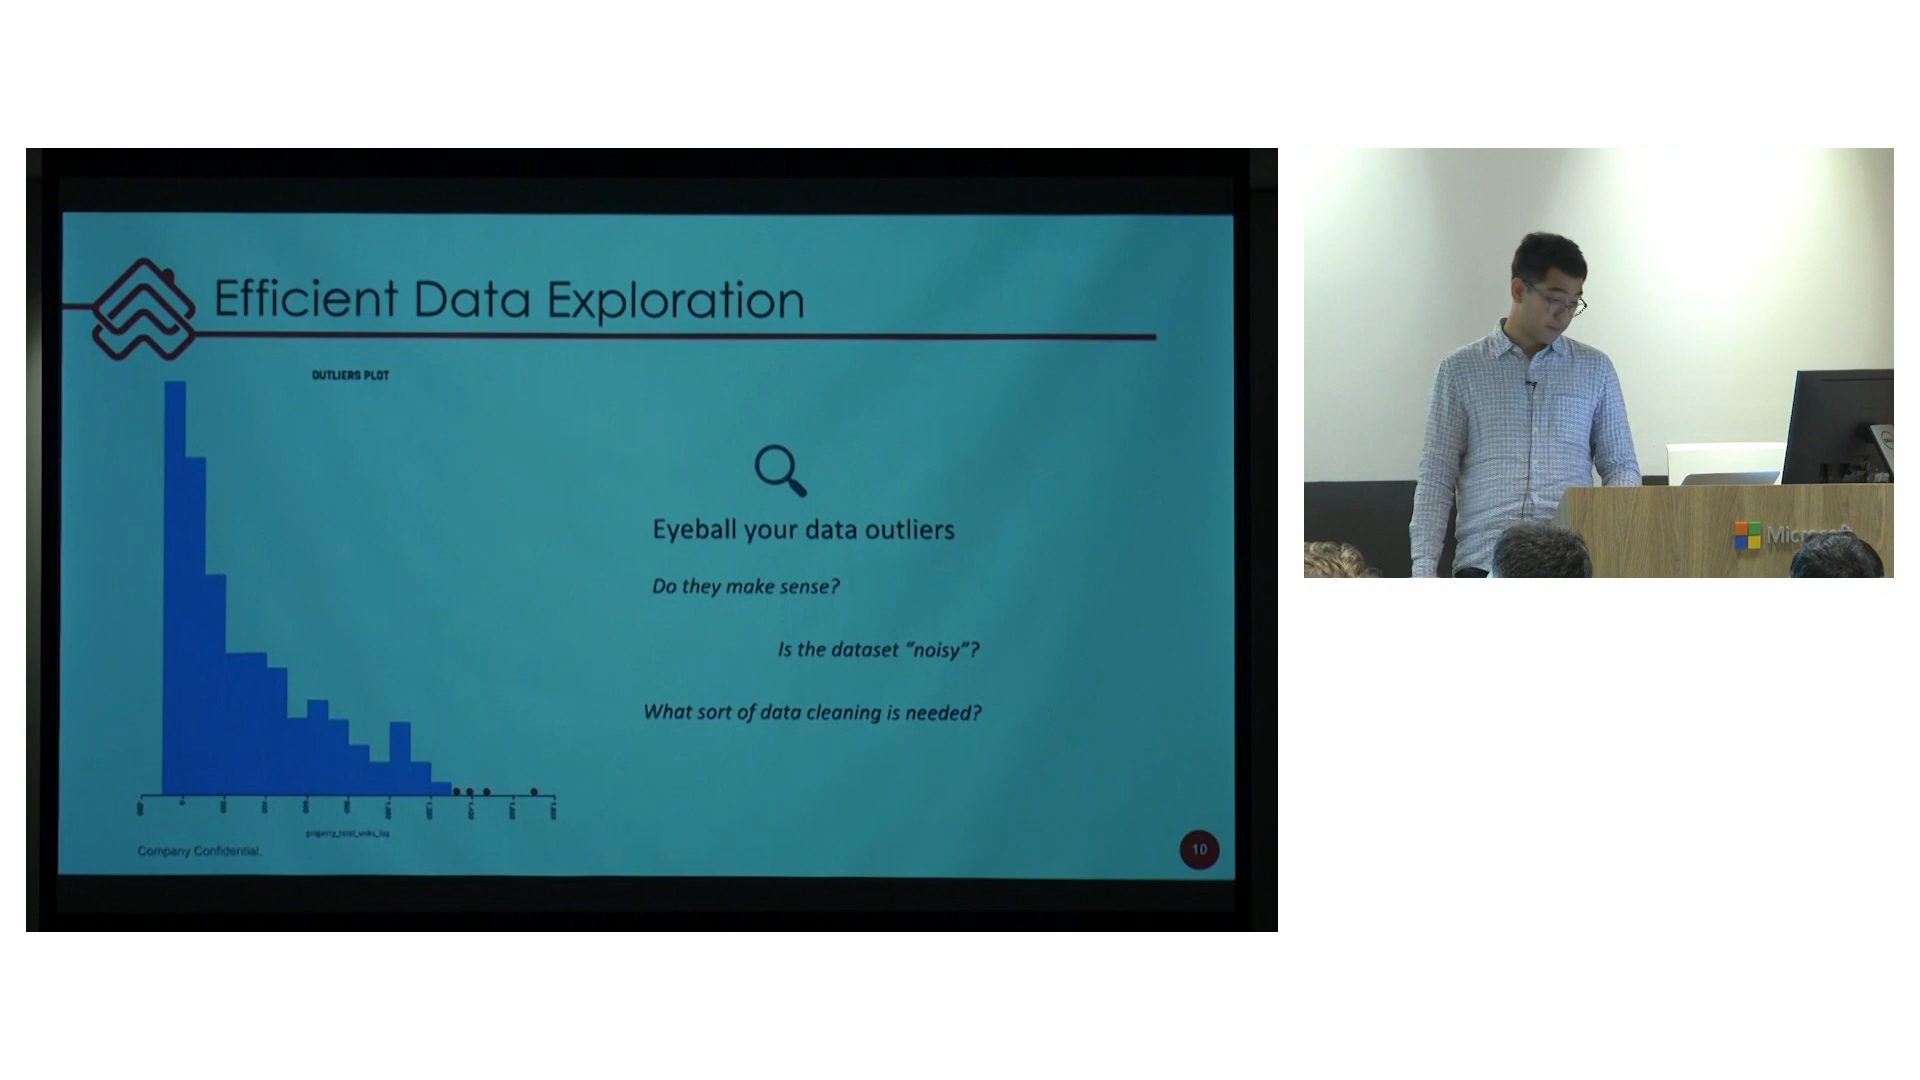 Efficient Data Exploration
OUTLIERS PLOT
Eyeball your data outliers
Do they make sense?
Is the dataset "noisy"?
What sort of data cleaning is needed?
Company Confidential.
10
Microsoft